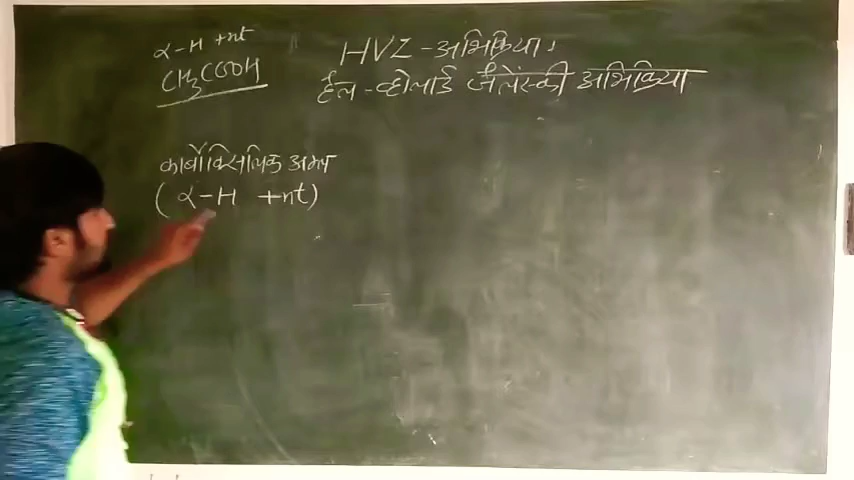 α-H +nt
CH3COOH
HVZ-अभिक्रिया।
हैल-व्होलार्ड जैलेंस्की अभिक्रिया
कार्बोक्सिलिक अम्ल
( α-H +nt)